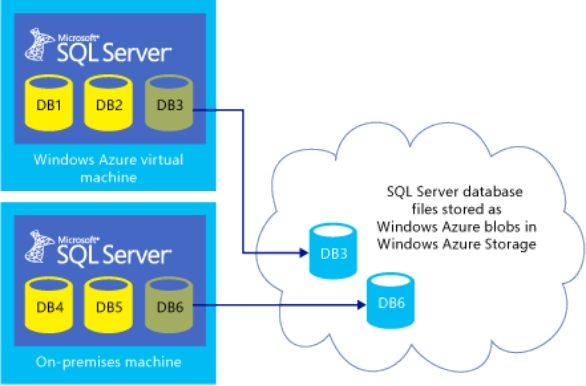 Microsoft®
SQL Server
DB1 DB2 DB3
Windows Azure virtual
machine
Microsoft®
SQL Server
DB4 DB5 DB6
On-premises machine
SQL Server database
files stored as
Windows Azure blobs in
Windows Azure Storage
DB3
DB6